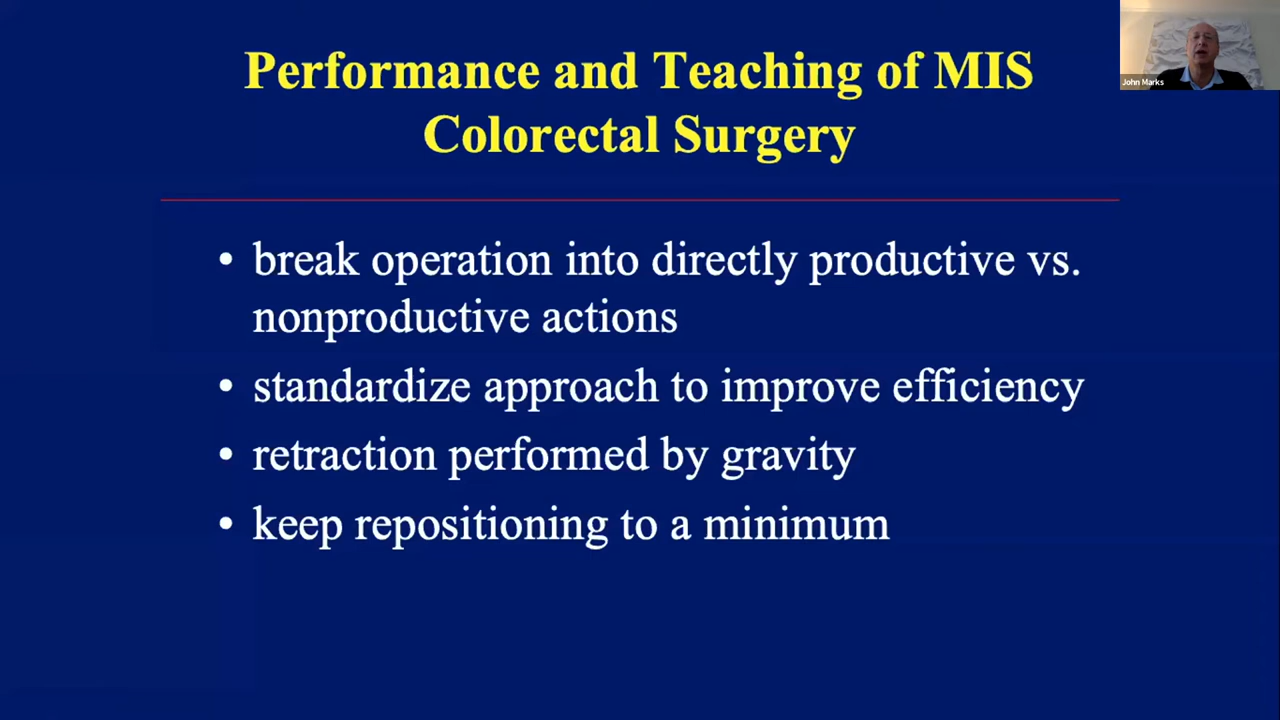 Performance and Teaching of MIS
Colorectal Surgery
John Marks
• break operation into directly productive vs.
nonproductive actions
• standardize approach to improve efficiency
• retraction performed by gravity
• keep repositioning to a minimum